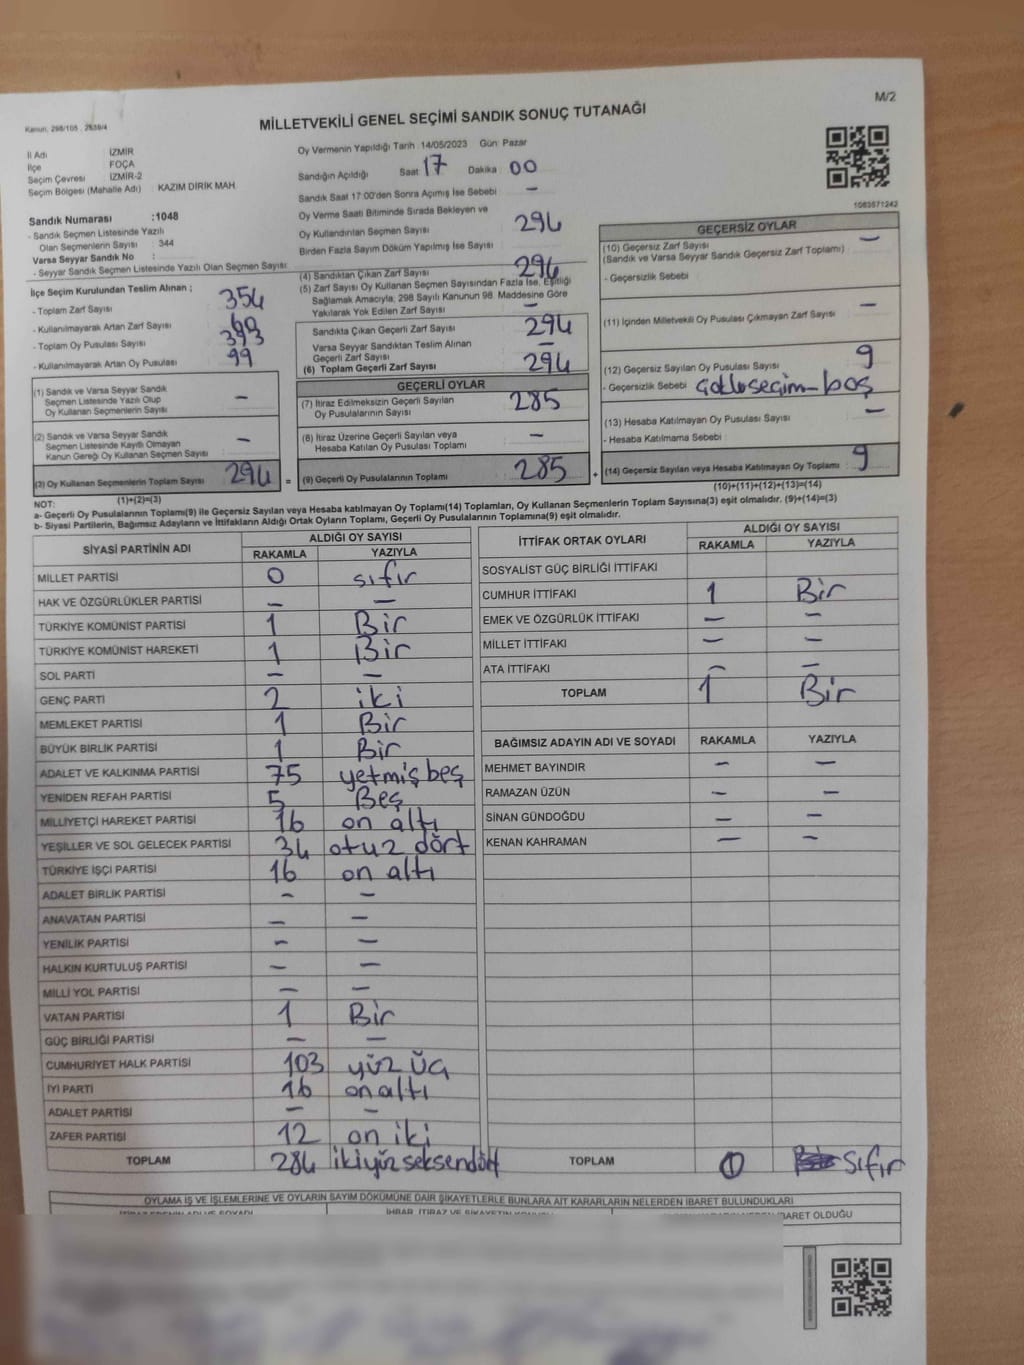 M/2
Kanun, 298/105 , 2839/4
MİLLETVEKİLİ GENEL SEÇİMİ SANDIK SONUÇ TUTANAĞI
İl Adı : İZMİR
İlçe FOÇA
Seçim Çevresi : İZMİR-2
Seçim Bölgesi (Mahalle Adı) : KAZIM DİRİK MAH.
Sandık Numarası :1048
- Sandık Seçmen Listesinde Yazılı
Olan Seçmenlerin Sayısı : 344
Varsa Seyyar Sandık No :
- Seyyar Sandık Seçmen Listesinde Yazılı Olan Seçmen Sayısı
Oy Vermenin Yapıldığı Tarih :14/05/2023 Gün: Pazar
Sandığın Açıldığı Saat 17 Dakika 00
Sandık Saat 17:00'den Sonra Açımış İse Sebebi -
Oy Verme Saati Bitiminde Sırada Bekleyen ve
Oy Kullandırılan Seçmen Sayısı 294
Birden Fazla Sayım Döküm Yapılmış İse Sayısı
1083571242
İlçe Seçim Kurulundan Teslim Alınan ;
- Toplam Zarf Sayısı 354
- Kullanılmayarak Artan Zarf Sayısı 60
- Toplam Oy Pusulası Sayısı 393
- Kullanılmayarak Artan Oy Pusulası 99
(1) Sandık ve Varsa Seyyar Sandık
Seçmen Listesinde Yazılı Olup
Oy Kullanan Seçmenlerin Sayısı -
(2) Sandık ve Varsa Seyyar Sandık
Seçmen Listesinde Kayıtlı Olmayan
Kanun Gereği Oy Kullanan Seçmen Sayısı -
(3) Oy Kullanan Seçmenlerin Toplam Sayısı 294
(1)+(2)=(3)
(4) Sandıktan Çıkan Zarf Sayısı 294
(5) Zarf Sayısı Oy Kullanan Seçmen Sayısından Fazla İse, Eşitliği
Sağlamak Amacıyla, 298 Sayılı Kanunun 98. Maddesine Göre
Yakılarak Yok Edilen Zarf Sayısı -
Sandıkta Çıkan Geçerli Zarf Sayısı 294
Varsa Seyyar Sandıktan Teslim Alınan
Geçerli Zarf Sayısı -
(6) Toplam Geçerli Zarf Sayısı 294
GEÇERLİ OYLAR
(7) İtiraz Edilmeksizin Geçerli Sayılan
Oy Pusulalarının Sayısı 285
(8) İtiraz Üzerine Geçerli Sayılan veya
Hesaba Katılan Oy Pusulası Toplamı -
= (9) Geçerli Oy Pusulalarının Toplamı 285 +
GEÇERSİZ OYLAR
(10) Geçersiz Zarf Sayısı -
(Sandık ve Varsa Seyyar Sandık Geçersiz Zarf Toplamı)
- Geçersizlik Sebebi :
(11) İçinden Milletvekili Oy Pusulası Çıkmayan Zarf Sayısı -
(12) Geçersiz Sayılan Oy Pusulası Sayısı 9
- Geçersizlik Sebebi : boş
(13) Hesaba Katılmayan Oy Pusulası Sayısı -
- Hesaba Katılmama Sebebi :
(14) Geçersiz Sayılan veya Hesaba Katılmayan Oy Toplamı 9
(10)+(11)+(12)+(13)=(14)
NOT:
a- Geçerli Oy Pusulalarının Toplamı(9) ile Geçersiz Sayılan veya Hesaba katılmayan Oy Toplamı(14) Toplamları, Oy Kullanan Seçmenlerin Toplam Sayısına(3) eşit olmalıdır. (9)+(14)=(3)
b- Siyasi Partilerin, Bağımsız Adayların ve İttifakların Aldığı Ortak Oyların Toplamı, Geçerli Oy Pusulalarının Toplamına(9) eşit olmalıdır.
SİYASİ PARTİNİN ADI ALDIĞI OY SAYISI
RAKAMLA YAZIYLA
MİLLET PARTİSİ 0 sıfır
HAK VE ÖZGÜRLÜKLER PARTİSİ - -
TÜRKİYE KOMÜNİST PARTİSİ 1 Bir
TÜRKİYE KOMÜNİST HAREKETİ 1 Bir
SOL PARTİ - -
GENÇ PARTİ 2 iki
MEMLEKET PARTİSİ 1 Bir
BÜYÜK BİRLİK PARTİSİ 1 Bir
ADALET VE KALKINMA PARTİSİ 75 yetmiş beş
YENİDEN REFAH PARTİSİ 5 Beş
MİLLİYETÇİ HAREKET PARTİSİ 16 on altı
YEŞİLLER VE SOL GELECEK PARTİSİ 34 otuz dört
TÜRKİYE İŞÇİ PARTİSİ 16 on altı
ADALET BİRLİK PARTİSİ - -
ANAVATAN PARTİSİ - -
YENİLİK PARTİSİ - -
HALKIN KURTULUŞ PARTİSİ - -
MİLLİ YOL PARTİSİ - -
VATAN PARTİSİ 1 Bir
GÜÇ BİRLİĞİ PARTİSİ - -
CUMHURİYET HALK PARTİSİ 103 yüz üç
İYİ PARTİ 16 on altı
ADALET PARTİSİ - -
ZAFER PARTİSİ 12 on iki
TOPLAM 284 ikiyüz seksendört
İTTİFAK ORTAK OYLARI ALDIĞI OY SAYISI
RAKAMLA YAZIYLA
SOSYALİST GÜÇ BİRLİĞİ İTTİFAKI
CUMHUR İTTİFAKI 1 Bir
EMEK VE ÖZGÜRLÜK İTTİFAKI - -
MİLLET İTTİFAKI - -
ATA İTTİFAKI - -
TOPLAM 1 Bir
BAĞIMSIZ ADAYIN ADI VE SOYADI RAKAMLA YAZIYLA
MEHMET BAYINDIR - -
RAMAZAN ÜZÜN - -
SİNAN GÜNDOĞDU - -
KENAN KAHRAMAN - -
TOPLAM 0 Sıfır
OYLAMA İŞ VE İŞLEMLERİNE VE OYLARIN SAYIM DÖKÜMÜNE DAİR ŞİKAYETLERLE BUNLARA AİT KARARLARIN NELERDEN İBARET BULUNDUKLARI
İHBAR, İTİRAZ VE ŞİKAYETİN
İBARET OLDUĞU